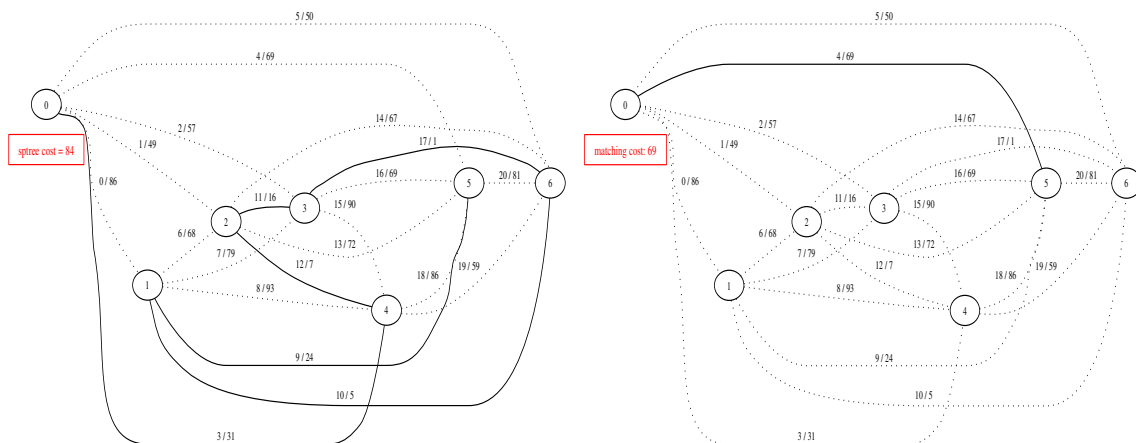 5 / 50
4 / 69
0
2 / 57
14 / 67
17 / 1
sptree cost = 84
1 / 49
0 / 86
16 / 69
5
20 / 81
6
11 / 16
3
15 / 90
2
6 / 68
7 / 79
13 / 72
12 / 7
18 / 86
19 / 59
1
8 / 93
4
9 / 24
10 / 5
3 / 31
5 / 50
4 / 69
0
2 / 57
14 / 67
17 / 1
matching cost: 69
1 / 49
0 / 86
16 / 69
5
20 / 81
6
11 / 16
3
15 / 90
2
6 / 68
7 / 79
13 / 72
12 / 7
18 / 86
19 / 59
1
8 / 93
4
9 / 24
10 / 5
3 / 31